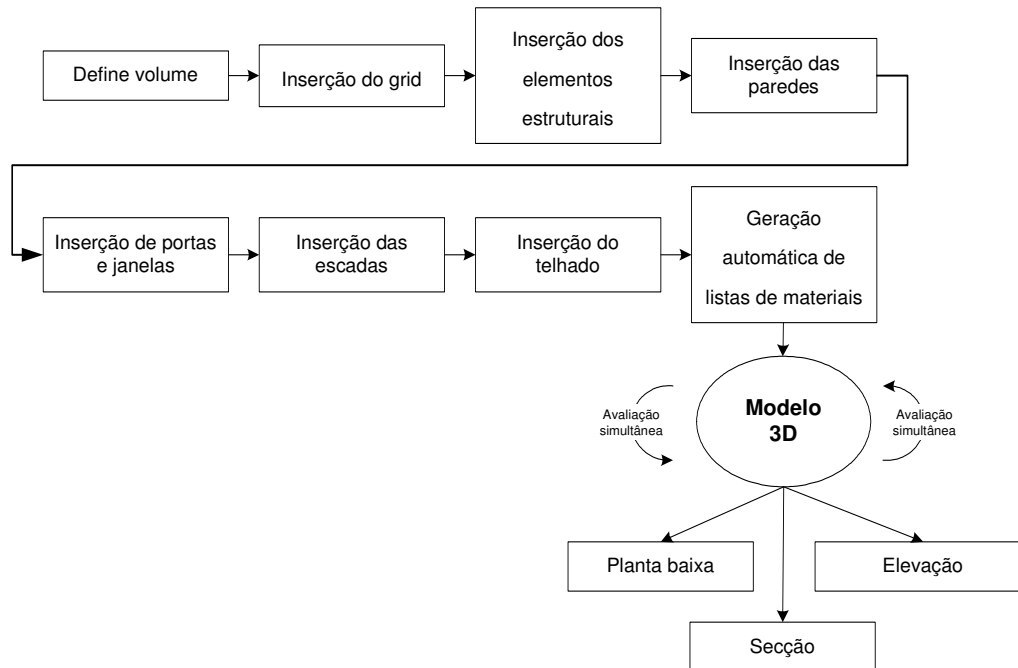 Define volume
Inserção do grid
Inserção dos
elementos
estruturais
Inserção das
paredes
Inserção de portas
e janelas
Inserção das
escadas
Inserção do
telhado
Geração
automática de
listas de materiais
Modelo
3D
Avaliação
simultânea
Avaliação
simultânea
Planta baixa
Elevação
Secção